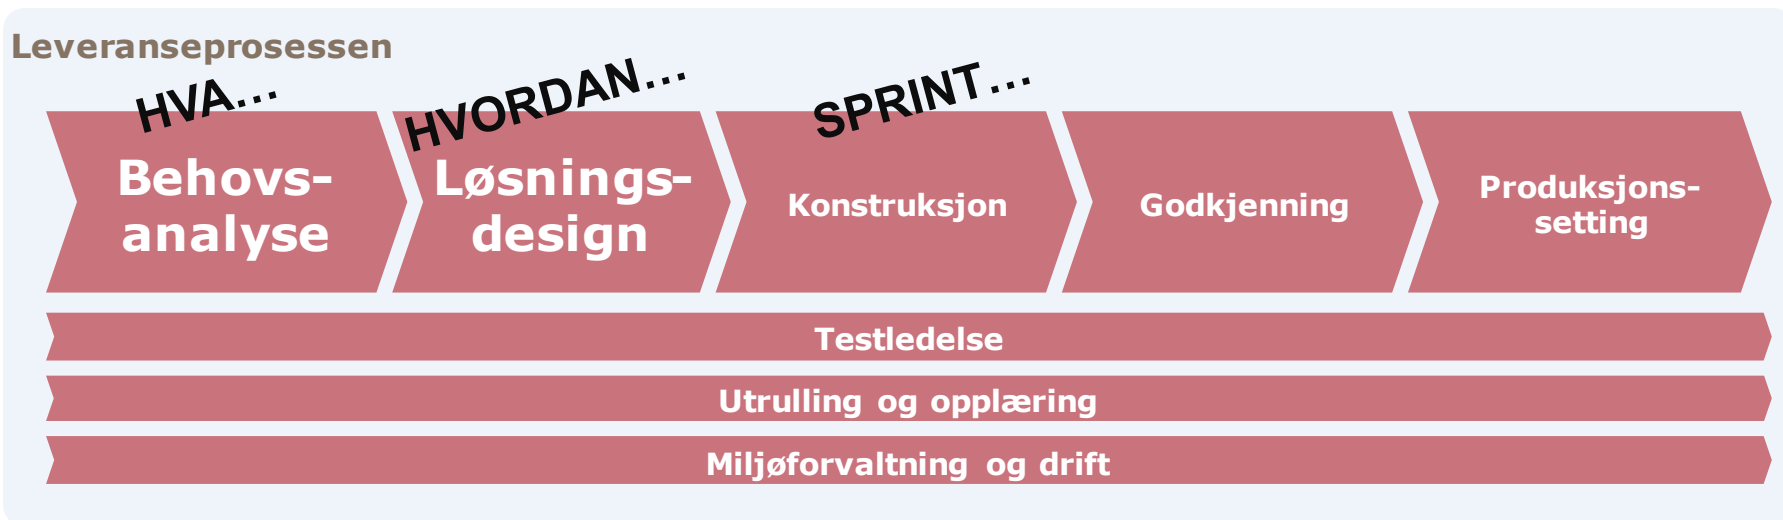 Leveranseprosessen
HVA...
HVORDAN...
SPRINT...
Behovs-
analyse
Løsnings-
design
Konstruksjon
Godkjenning
Produksjons-
setting
Testledelse
Utrulling og opplæring
Miljøforvaltning og drift